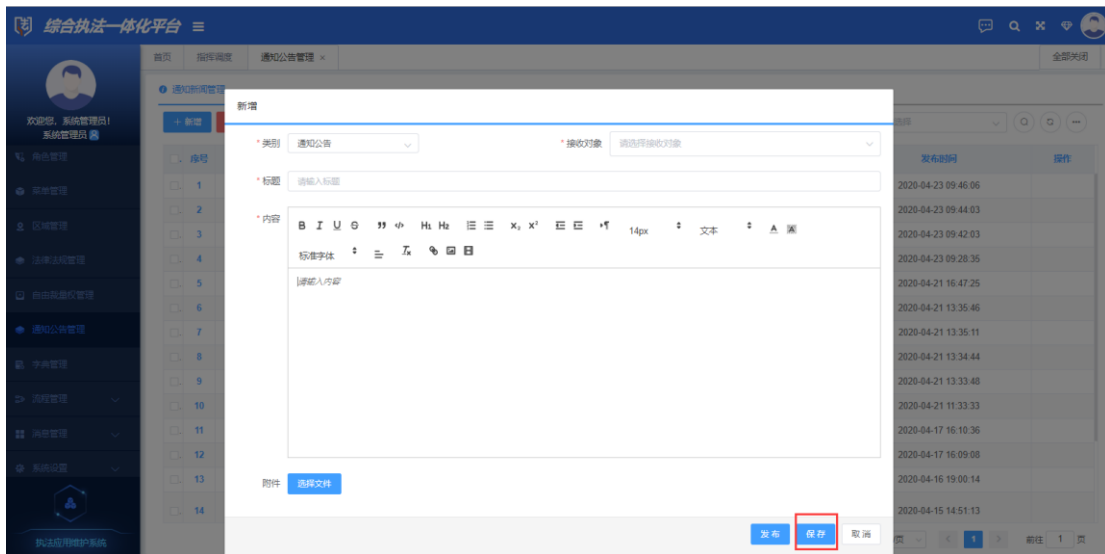 综合执法一体化平台
首页 指挥调度 通知公告管理 × 全部关闭
欢迎您，系统管理员！
系统管理员
通知新闻管理
+ 新增
新增
* 类别 通知公告 * 接收对象 请选择接收对象
* 标题 请输入标题
* 内容
B I U S ” </> H₁ H₂ X₂ X² ¶ 14px 文本 A A
标准字体 Tx
请输入内容
附件 选择文件
发布 保存 取消
角色管理
菜单管理
区域管理
法律法规管理
自由裁量权管理
通知公告管理
字典管理
流程管理
消息管理
系统设置
执法应用维护系统
序号 发布时间 操作
1 2020-04-23 09:46:06
2 2020-04-23 09:44:03
3 2020-04-23 09:42:03
4 2020-04-23 09:28:35
5 2020-04-21 16:47:25
6 2020-04-21 13:35:46
7 2020-04-21 13:35:11
8 2020-04-21 13:34:44
9 2020-04-21 13:33:48
10 2020-04-21 11:33:33
11 2020-04-17 16:10:36
12 2020-04-17 16:09:08
13 2020-04-16 19:00:14
14 2020-04-15 14:51:13
页 < 1 > 前往 1 页